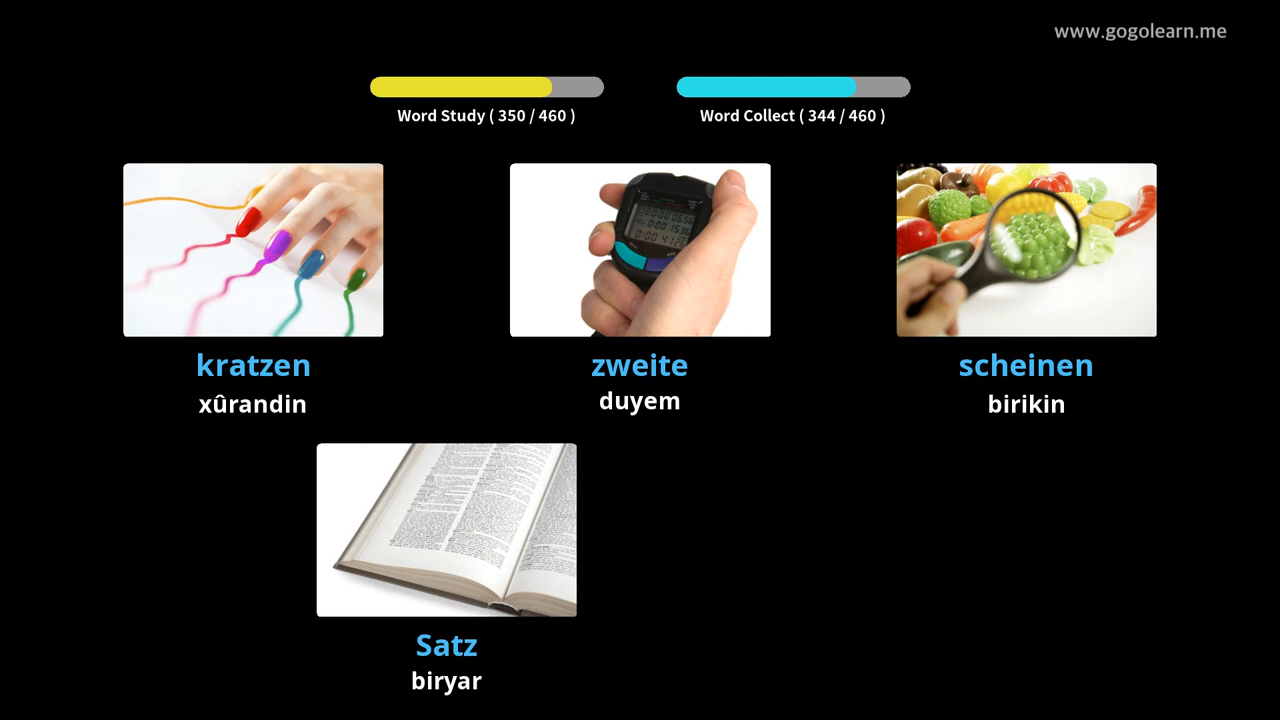 www.gogolearn.me
Word Study ( 350 / 460 )
Word Collect ( 344 / 460 )
kratzen
xûrandin
zweite
duyem
scheinen
birikin
Satz
biryar